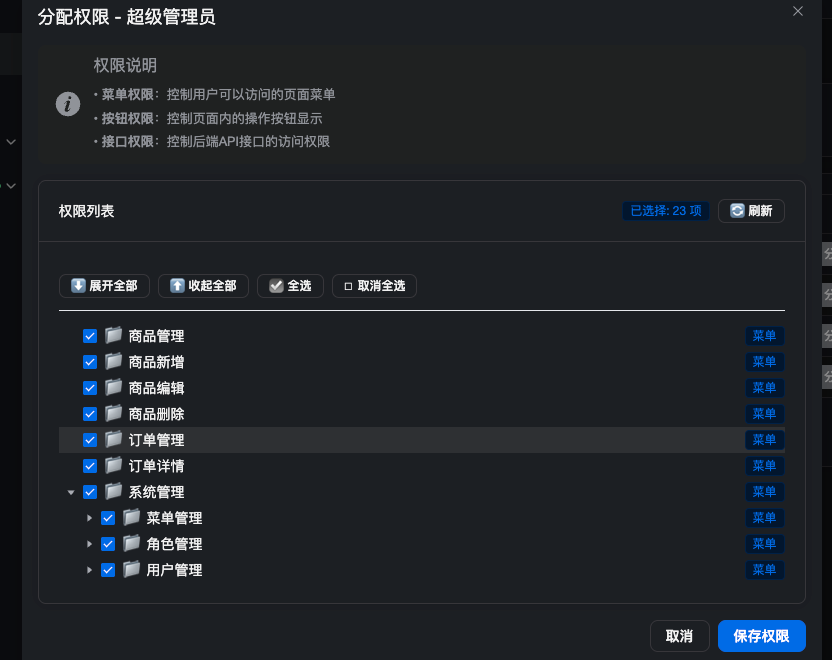 分配权限 - 超级管理员
权限说明
• 菜单权限：控制用户可以访问的页面菜单
• 按钮权限：控制页面内的操作按钮显示
• 接口权限：控制后端API接口的访问权限
权限列表
已选择: 23 项
刷新
展开全部 收起全部 全选 取消全选
商品管理 菜单
商品新增 菜单
商品编辑 菜单
商品删除 菜单
订单管理 菜单
订单详情 菜单
系统管理 菜单
菜单管理 菜单
角色管理 菜单
用户管理 菜单
取消 保存权限